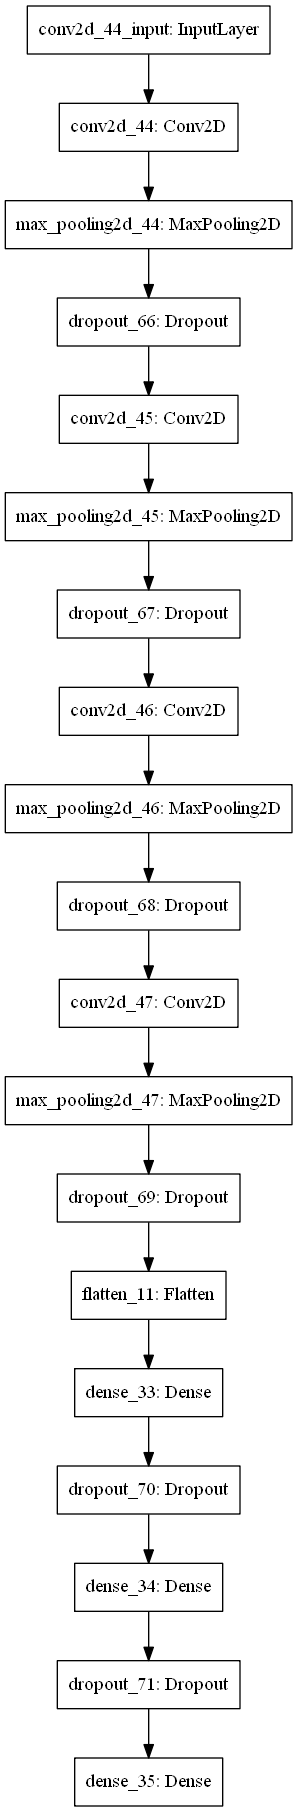 conv2d_44_input: InputLayer
conv2d_44: Conv2D
max_pooling2d_44: MaxPooling2D
dropout_66: Dropout
conv2d_45: Conv2D
max_pooling2d_45: MaxPooling2D
dropout_67: Dropout
conv2d_46: Conv2D
max_pooling2d_46: MaxPooling2D
dropout_68: Dropout
conv2d_47: Conv2D
max_pooling2d_47: MaxPooling2D
dropout_69: Dropout
flatten_11: Flatten
dense_33: Dense
dropout_70: Dropout
dense_34: Dense
dropout_71: Dropout
dense_35: Dense